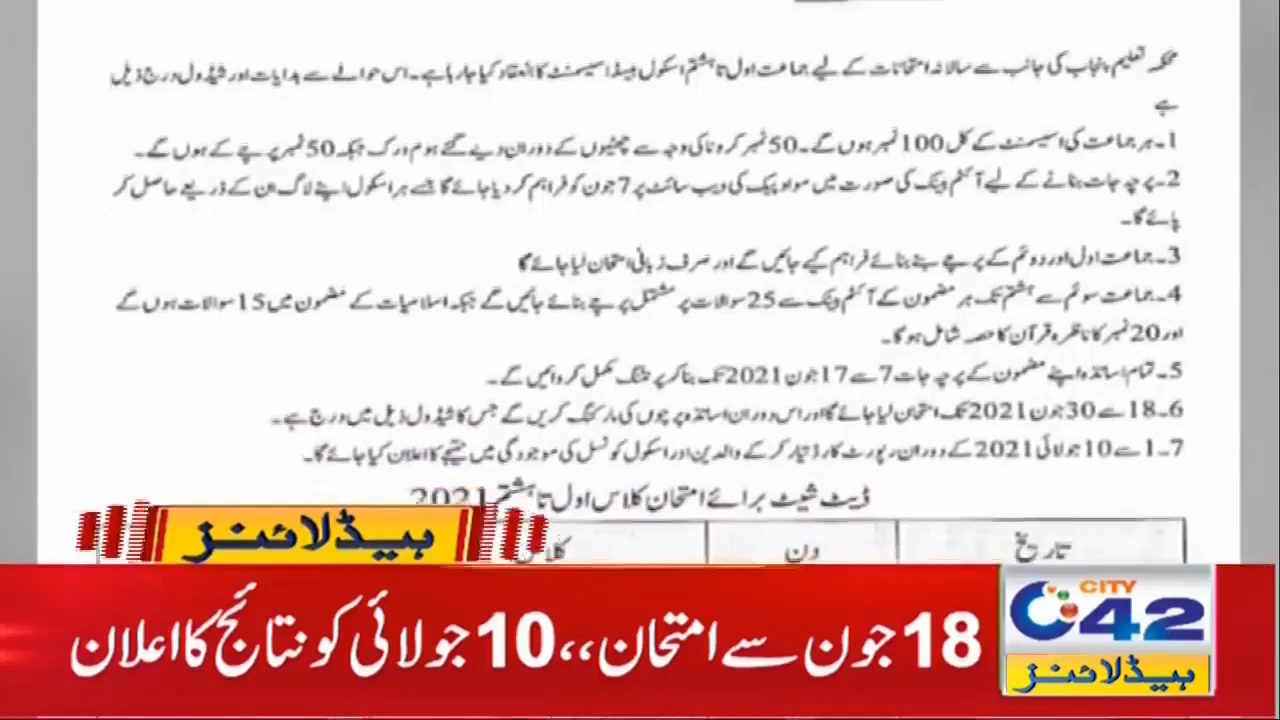 محکمہ تعلیم پنجاب کی جانب سے سالانہ امتحانات کے لیے جماعت اول تا ہشتم اسکول بیسڈ اسیسمنٹ کا انعقاد کیا جا رہا ہے۔ اس حوالے سے ہدایات اور شیڈول درج ذیل
ہے
1۔ ہر جماعت کی اسیسمنٹ کے کل 100 نمبر ہوں گے۔ 50 نمبر کرونا کی وجہ سے چھٹیوں کے دوران دیے گئے ہوم ورک جبکہ 50 نمبر پرچے کے ہوں گے۔
2۔ پرچہ جات بنانے کے لیے آئٹم بینک کی صورت میں مواد پیک کی ویب سائٹ پر 7 جون کو فراہم کر دیا جائے گا جسے ہر اسکول اپنے لاگ ان کے ذریعے حاصل کر
پائے گا۔
3۔ جماعت اول اور دوئم کے پرچے بنے بنائے فراہم کیے جائیں گے اور صرف زبانی امتحان لیا جائے گا
4۔ جماعت سوئم سے ہشتم تک ہر مضمون کے آئٹم بینک سے 25 سوالات پر مشتمل پرچے بنائے جائیں گے جبکہ اسلامیات کے مضمون میں 15 سوالات ہوں گے
اور 20 نمبر کا ناظرہ قرآن کا حصہ شامل ہو گا۔
5۔ تمام اساتذہ اپنے مضمون کے پرچہ جات 7 سے 17 جون 2021 تک بنا کر پرنٹنگ مکمل کروائیں گے۔
6۔ 18 سے 30 جون 2021 تک امتحان لیا جائے گا اور اس دوران اساتذہ پرچوں کی مارکنگ کریں گے جس کا شیڈول ذیل میں درج ہے۔
7۔ 1 سے 10 جولائی 2021 کے دوران رپورٹ کارڈ تیار کر کے والدین اور اسکول کونسل کی موجودگی میں نتیجے کا اعلان کیا جائے گا۔
ڈیٹ شیٹ برائے امتحان کلاس اول تا ہشتم 2021
تاریخ دن کلاس
ہیڈلائنز
18 جون سے امتحان،،10 جولائی کو نتائج کا اعلان
CITY
42
ہیڈلائنز